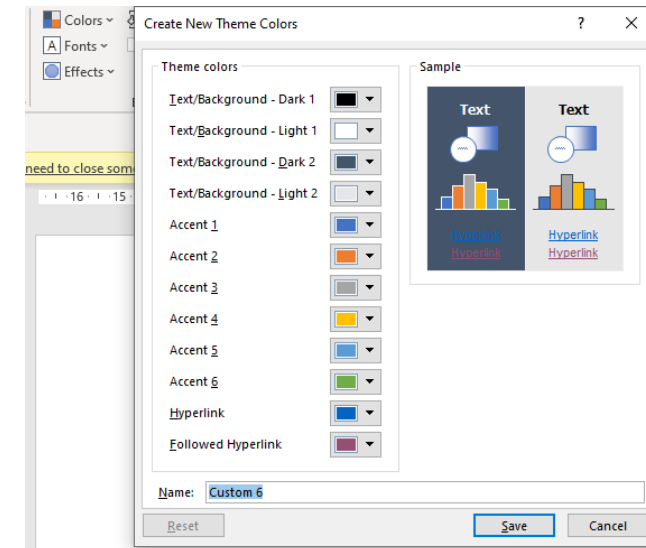 Colors
Fonts
Effects
need to close som
16 15
Create New Theme Colors
Theme colors
Text/Background - Dark 1
Text/Background - Light 1
Text/Background - Dark 2
Text/Background - Light 2
Accent 1
Accent 2
Accent 3
Accent 4
Accent 5
Accent 6
Hyperlink
Followed Hyperlink
Sample
Text Text
Hyperlink Hyperlink
Hyperlink Hyperlink
Name: Custom 6
Reset Save Cancel